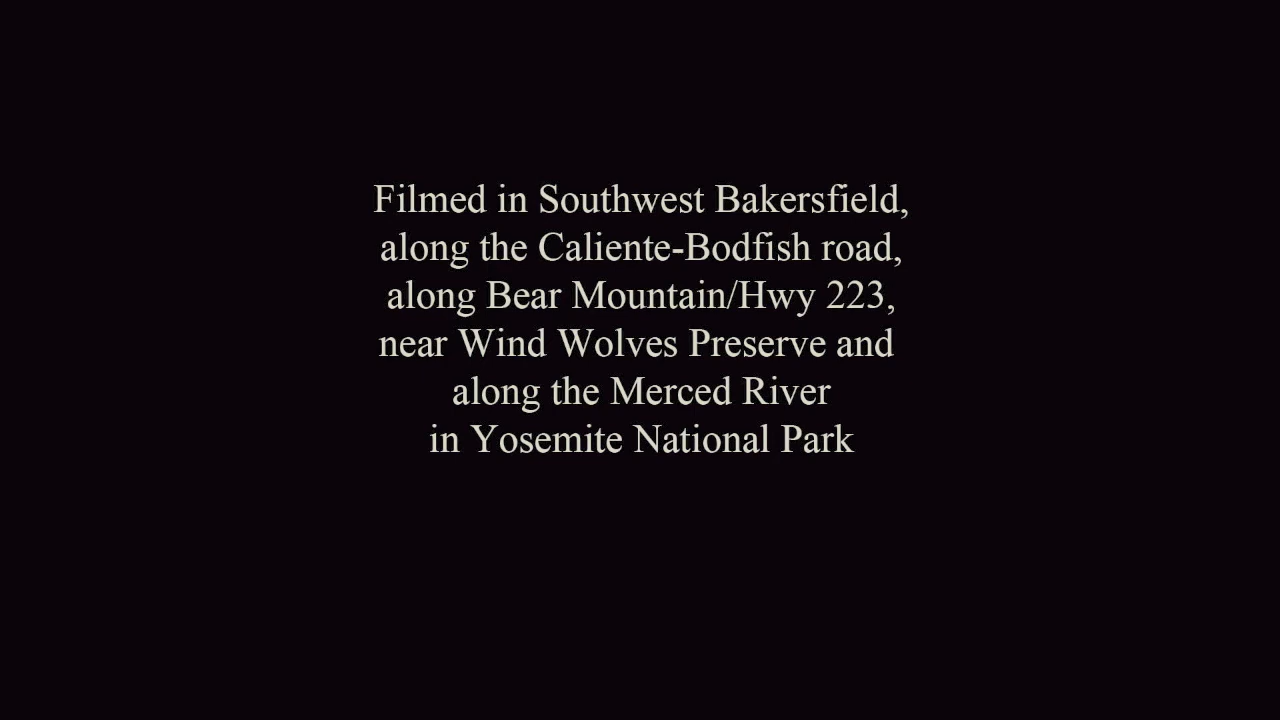 Filmed in Southwest Bakersfield,
along the Caliente-Bodfish road,
along Bear Mountain/Hwy 223,
near Wind Wolves Preserve and
along the Merced River
in Yosemite National Park